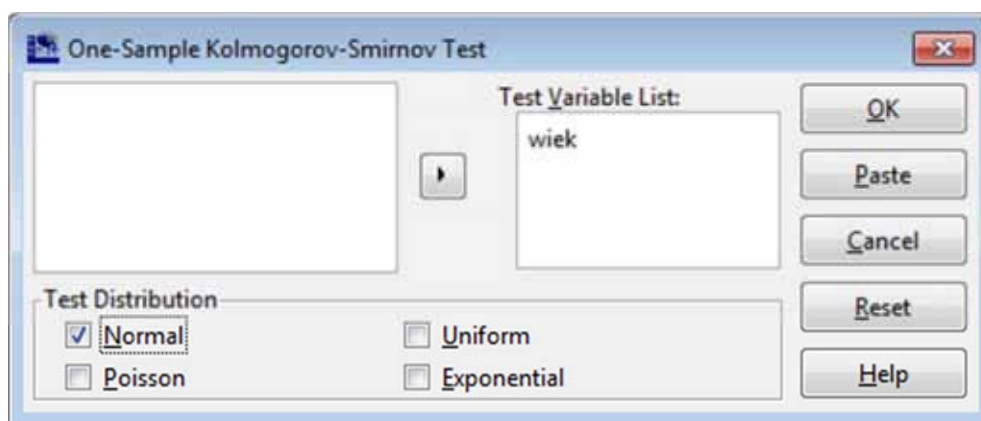 One-Sample Kolmogorov-Smirnov Test
Test Variable List:
wiek
OK
Paste
Cancel
Reset
Help
Test Distribution
Normal
Uniform
Poisson
Exponential